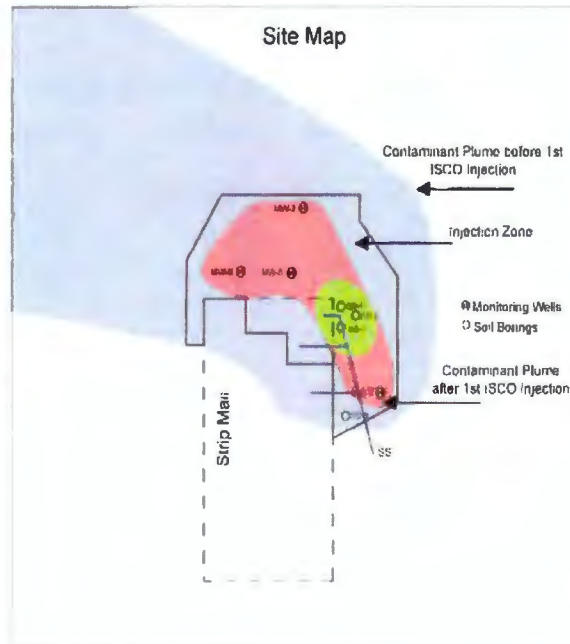 Site Map
Contaminant Plume before 1st
ISCO Injection
Injection Zone
Monitoring Wells
Soil Borings
Contaminant Plume
after 1st ISCO Injection
Strip Mall
SS